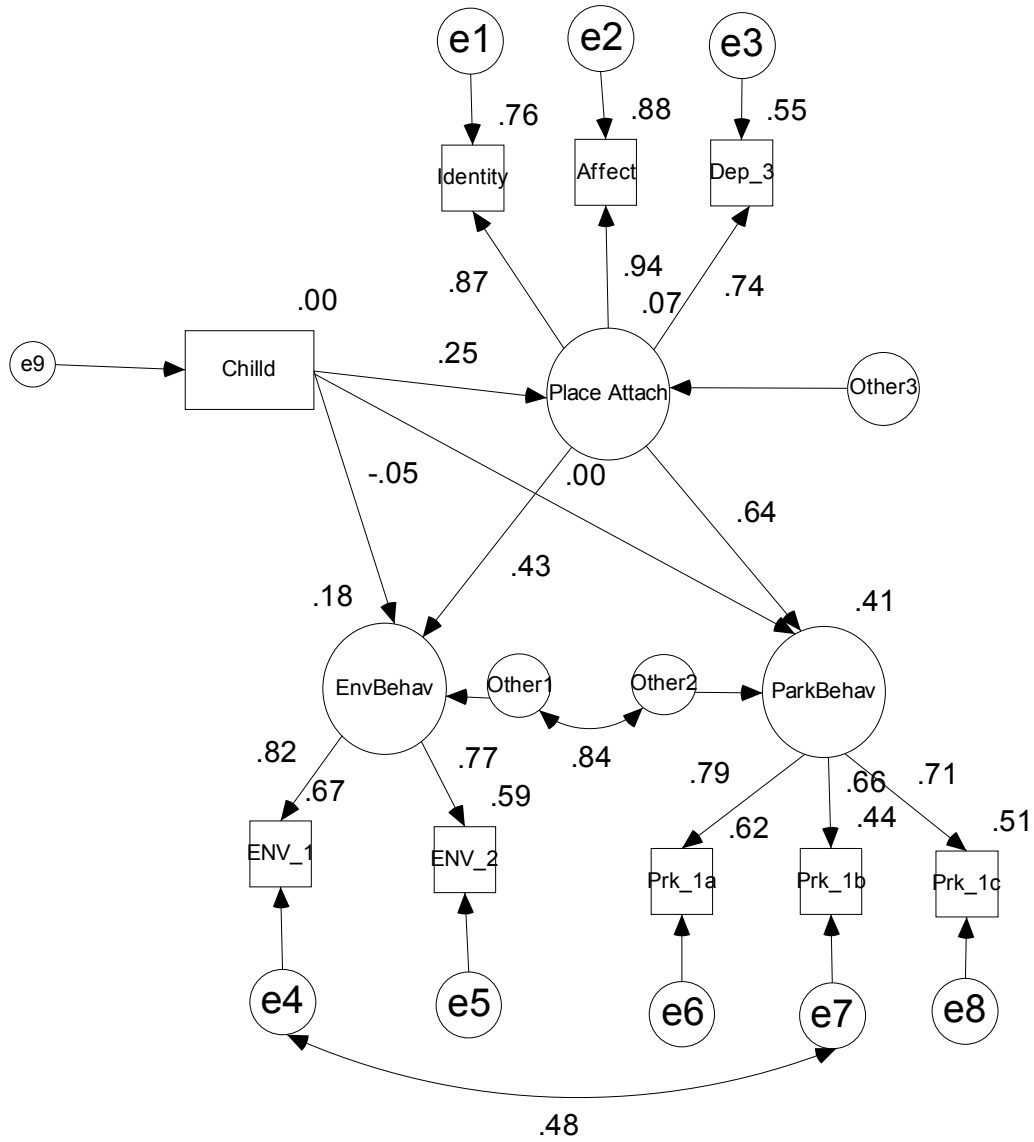 e1
e2
e3
.76
.88
.55
Identity
Affect
Dep_3
.87
.94
.07
.74
.00
e9
Chilld
.25
Place Attach
Other3
-.05
.00
.64
.43
.18
.41
EnvBehav
Other1
Other2
ParkBehav
.84
.82
.77
.67
.59
.79
.66
.71
.62
.44
.51
ENV_1
ENV_2
Prk_1a
Prk_1b
Prk_1c
e4
e5
e6
e7
e8
.48